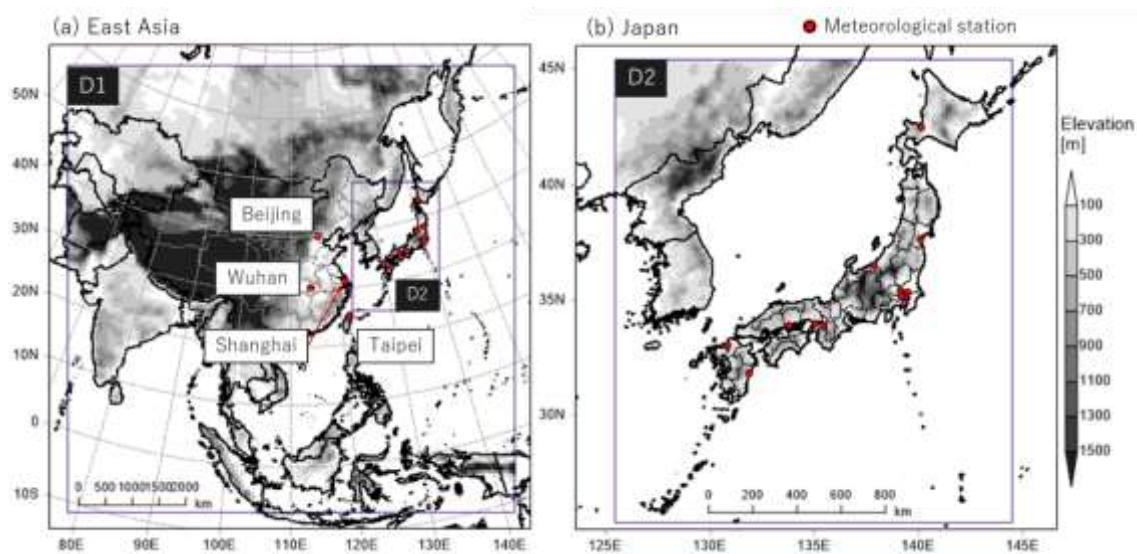 (a) East Asia
(b) Japan
Meteorological station
D1
50N
40N
30N
20N
10N
0
10S
Beijing
Wuhan
Shanghai
Taipei
D2
0 500 1000 1500 2000
km
80E 90E 100E 110E 120E 130E 140E
D2
45N
40N
35N
30N
0 200 400 600 800
km
125E 130E 135E 140E 145E
Elevation
[m]
100
300
500
700
900
1100
1300
1500